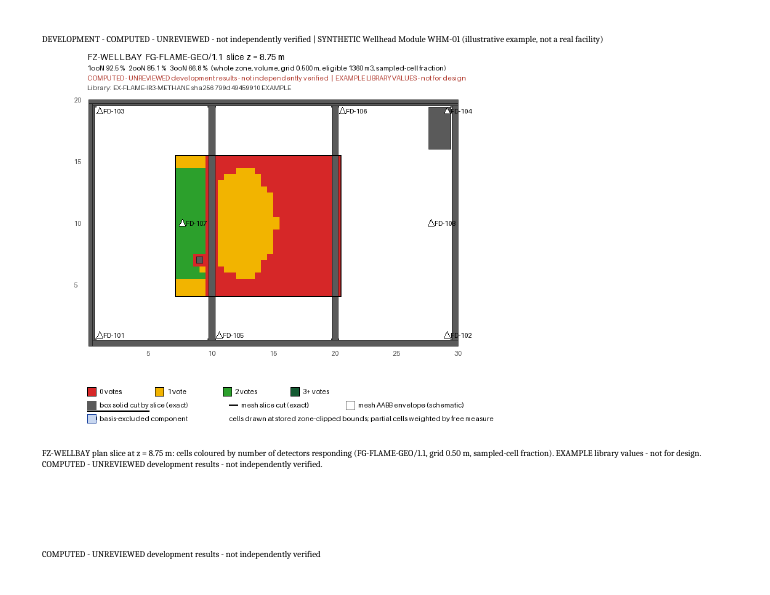 DEVELOPMENT - COMPUTED - UNREVIEWED - not independently verified | SYNTHETIC Wellhead Module WHM-01 (illustrative example, not a real facility)
FZ-WELLBAY FG-FLAME-GEO/1.1 slice z = 8.75 m
1ooN 92.5% 2ooN 85.1% 3ooN 66.8% (whole zone, volume, grid 0.500m, eligible 1360 m3, sampled-cell fraction)
COMPUTED - UNREVIEWED development results - not independently verified | EXAMPLE LIBRARY VALUES - not for design
Library: EX-FLAME-IR3-METHANE sha256 799d49459910 EXAMPLE
20
FD-103
FD-106
FD-104
15
10
FD-107
FD-108
5
FD-101
FD-105
FD-102
5 10 15 20 25 30
0 votes 1 vote 2 votes 3+ votes
box solid cut by slice (exact) mesh slice cut (exact) mesh AABB envelope (schematic)
basis-excluded component cells drawn at stored zone-clipped bounds; partial cells weighted by free measure
FZ-WELLBAY plan slice at z = 8.75 m: cells coloured by number of detectors responding (FG-FLAME-GEO/1.1, grid 0.50 m, sampled-cell fraction). EXAMPLE library values - not for design.
COMPUTED - UNREVIEWED development results - not independently verified.
COMPUTED - UNREVIEWED development results - not independently verified